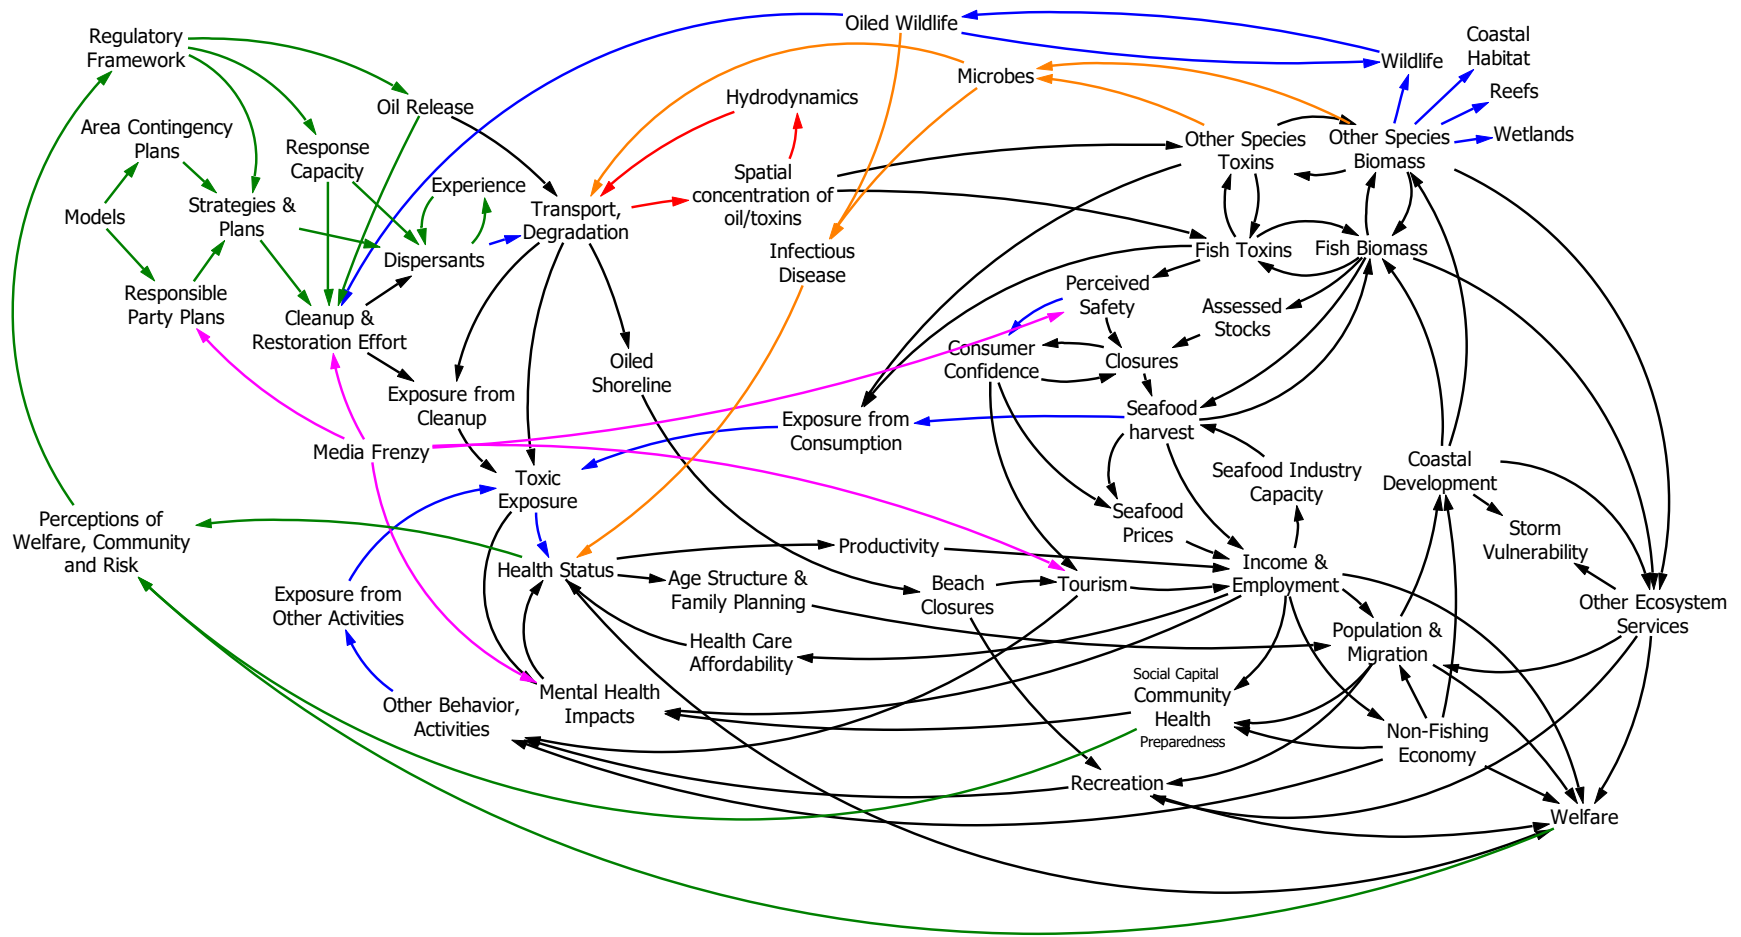 Oiled Wildlife
Regulatory
Framework
Coastal
Habitat
Wildlife
Microbes
Reefs
Hydrodynamics
Oil Release
Area Contingency
Plans
Response
Capacity
Other Species
Toxins
Other Species
Biomass
Wetlands
Experience
Spatial
concentration of
oil/toxins
Models
Strategies &
Plans
Transport,
Degradation
Dispersants
Infectious
Disease
Fish Toxins
Fish Biomass
Responsible
Party Plans
Perceived
Safety
Assessed
Stocks
Cleanup &
Restoration Effort
Consumer
Confidence
Closures
Oiled
Shoreline
Exposure from
Cleanup
Seafood
harvest
Exposure from
Consumption
Media Frenzy
Toxic
Exposure
Seafood Industry
Capacity
Coastal
Development
Seafood
Prices
Storm
Vulnerability
Perceptions of
Welfare, Community
and Risk
Productivity
Health Status
Age Structure &
Family Planning
Beach
Closures
Tourism
Income &
Employment
Exposure from
Other Activities
Other Ecosystem
Services
Health Care
Affordability
Population &
Migration
Mental Health
Impacts
Social Capital
Community
Health
Preparedness
Other Behavior,
Activities
Non-Fishing
Economy
Recreation
Welfare